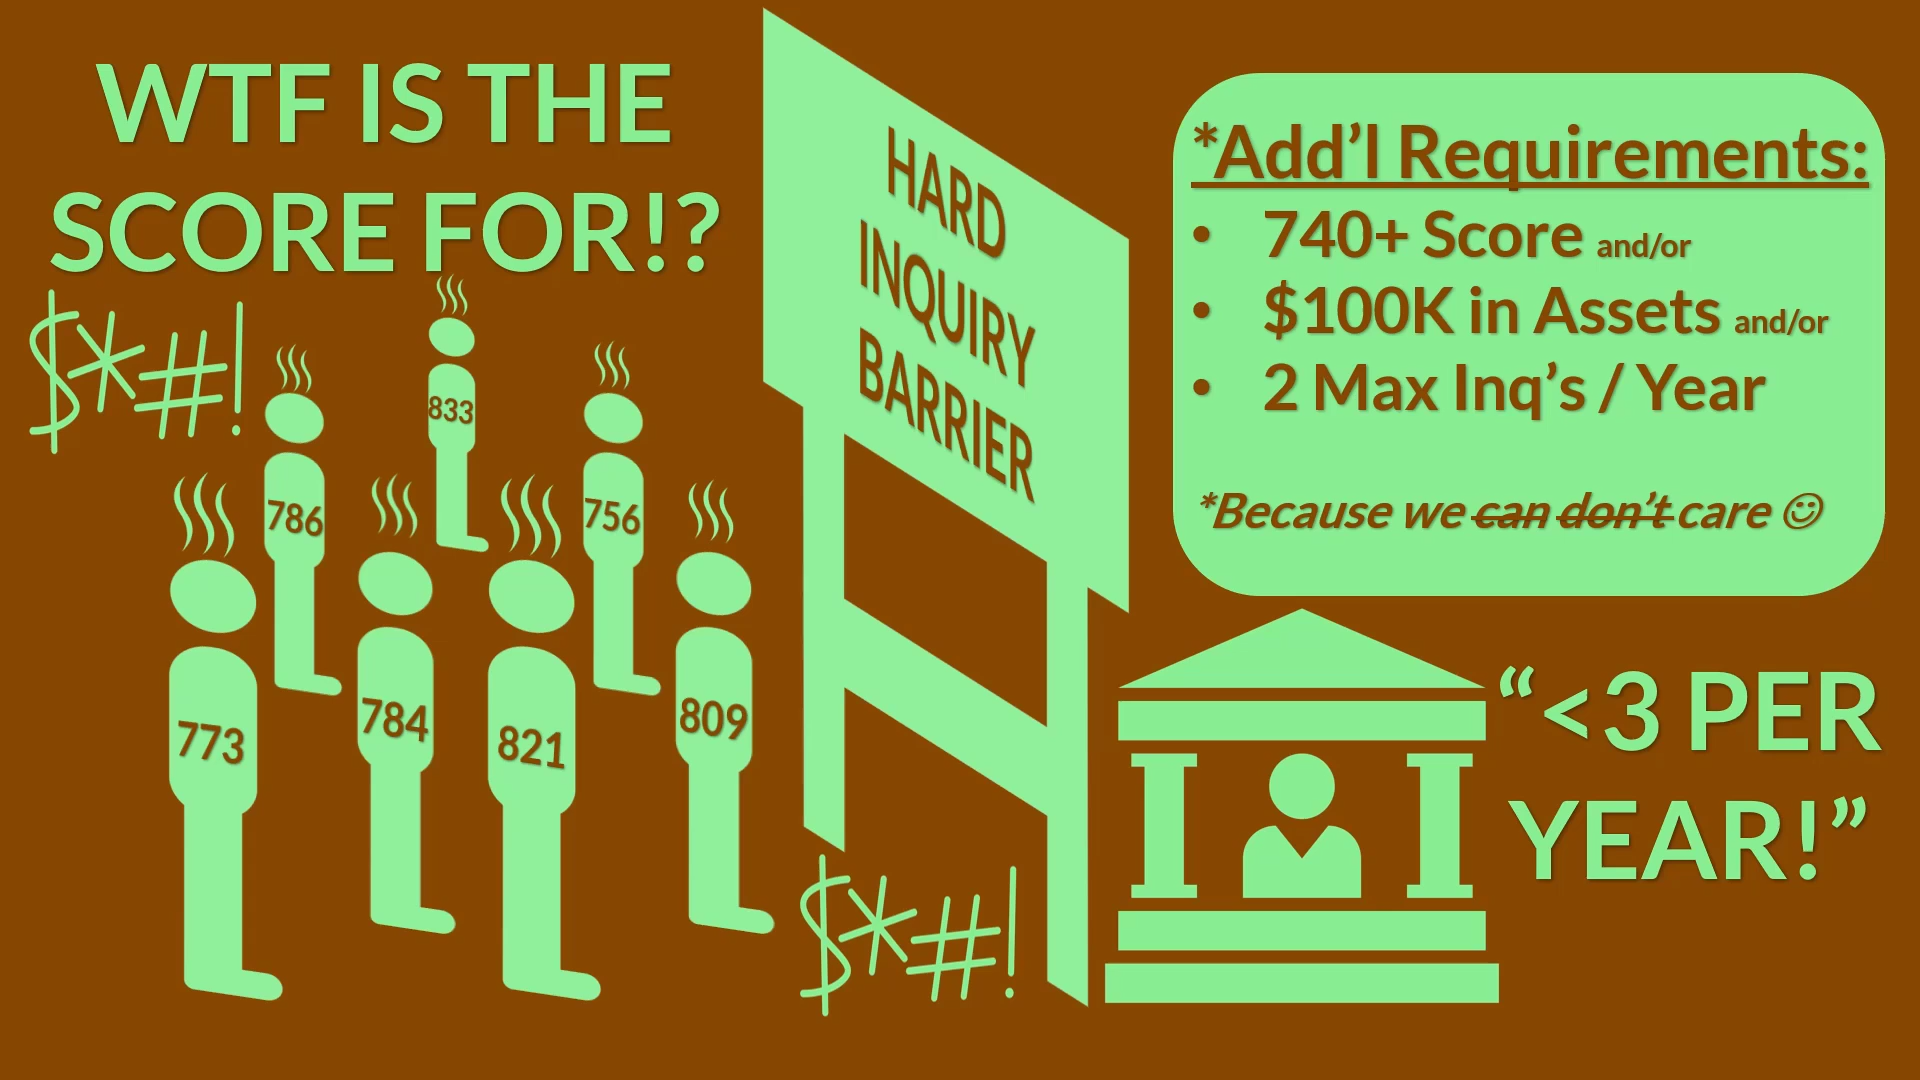 WTF IS THE
SCORE FOR!?
$*#!
833
786
756
773
784
821
809
HARD
INQUIRY
BARRIER
$*#!
*Add’l Requirements:
• 740+ Score and/or
• $100K in Assets and/or
• 2 Max Inq’s / Year
*Because we can don’t care ☺
“<3 PER
YEAR!”